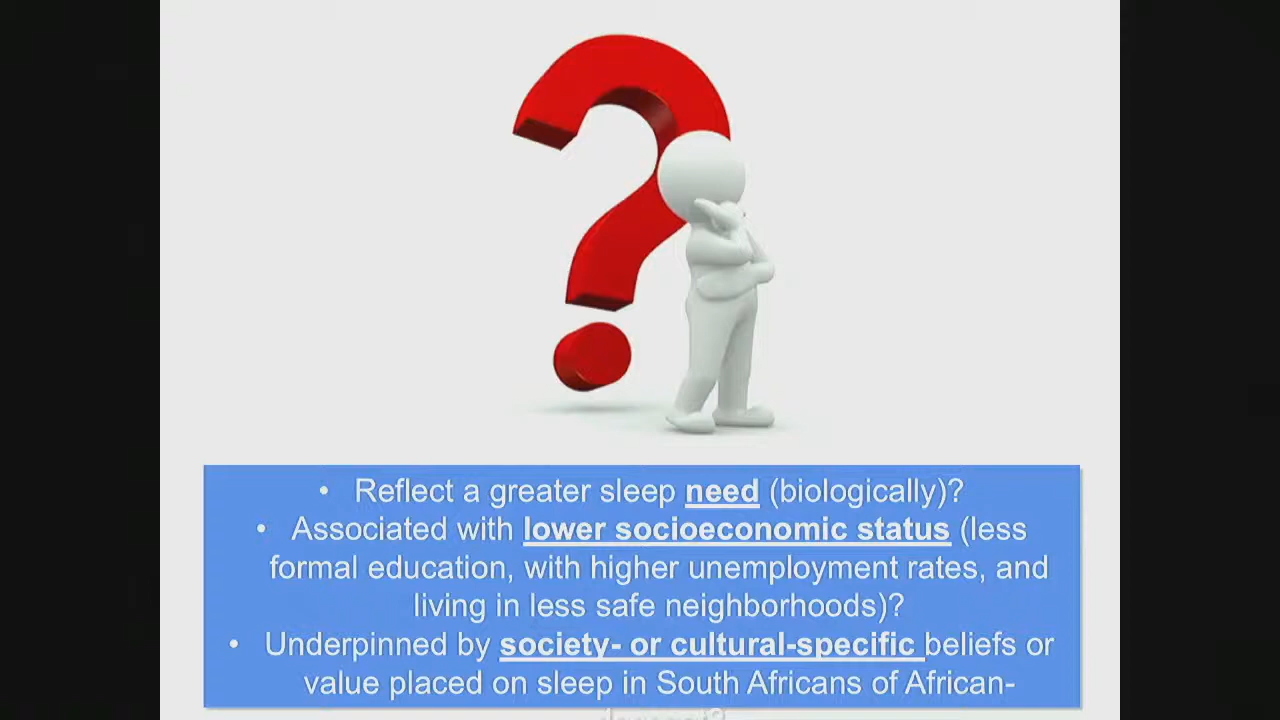 • Reflect a greater sleep need (biologically)?
• Associated with lower socioeconomic status (less
formal education, with higher unemployment rates, and
living in less safe neighborhoods)?
• Underpinned by society- or cultural-specific beliefs or
value placed on sleep in South Africans of African-